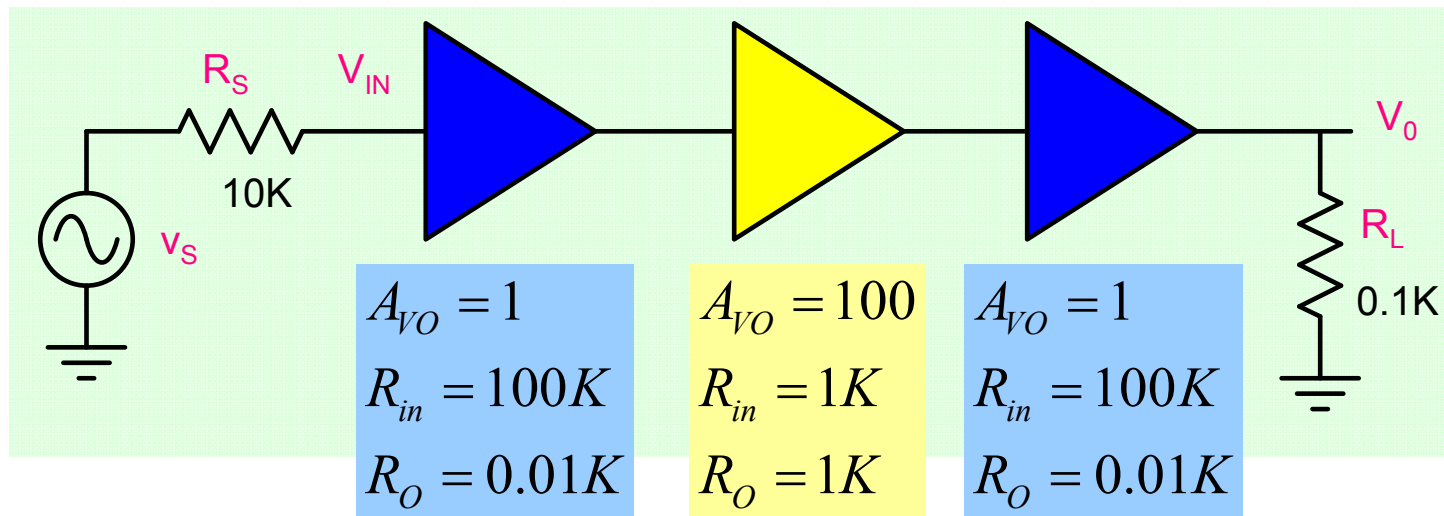 R_S
V_IN
10K
v_S
V_0
R_L
0.1K
A_VO = 1
R_in = 100K
R_O = 0.01K
A_VO = 100
R_in = 1K
R_O = 1K
A_VO = 1
R_in = 100K
R_O = 0.01K